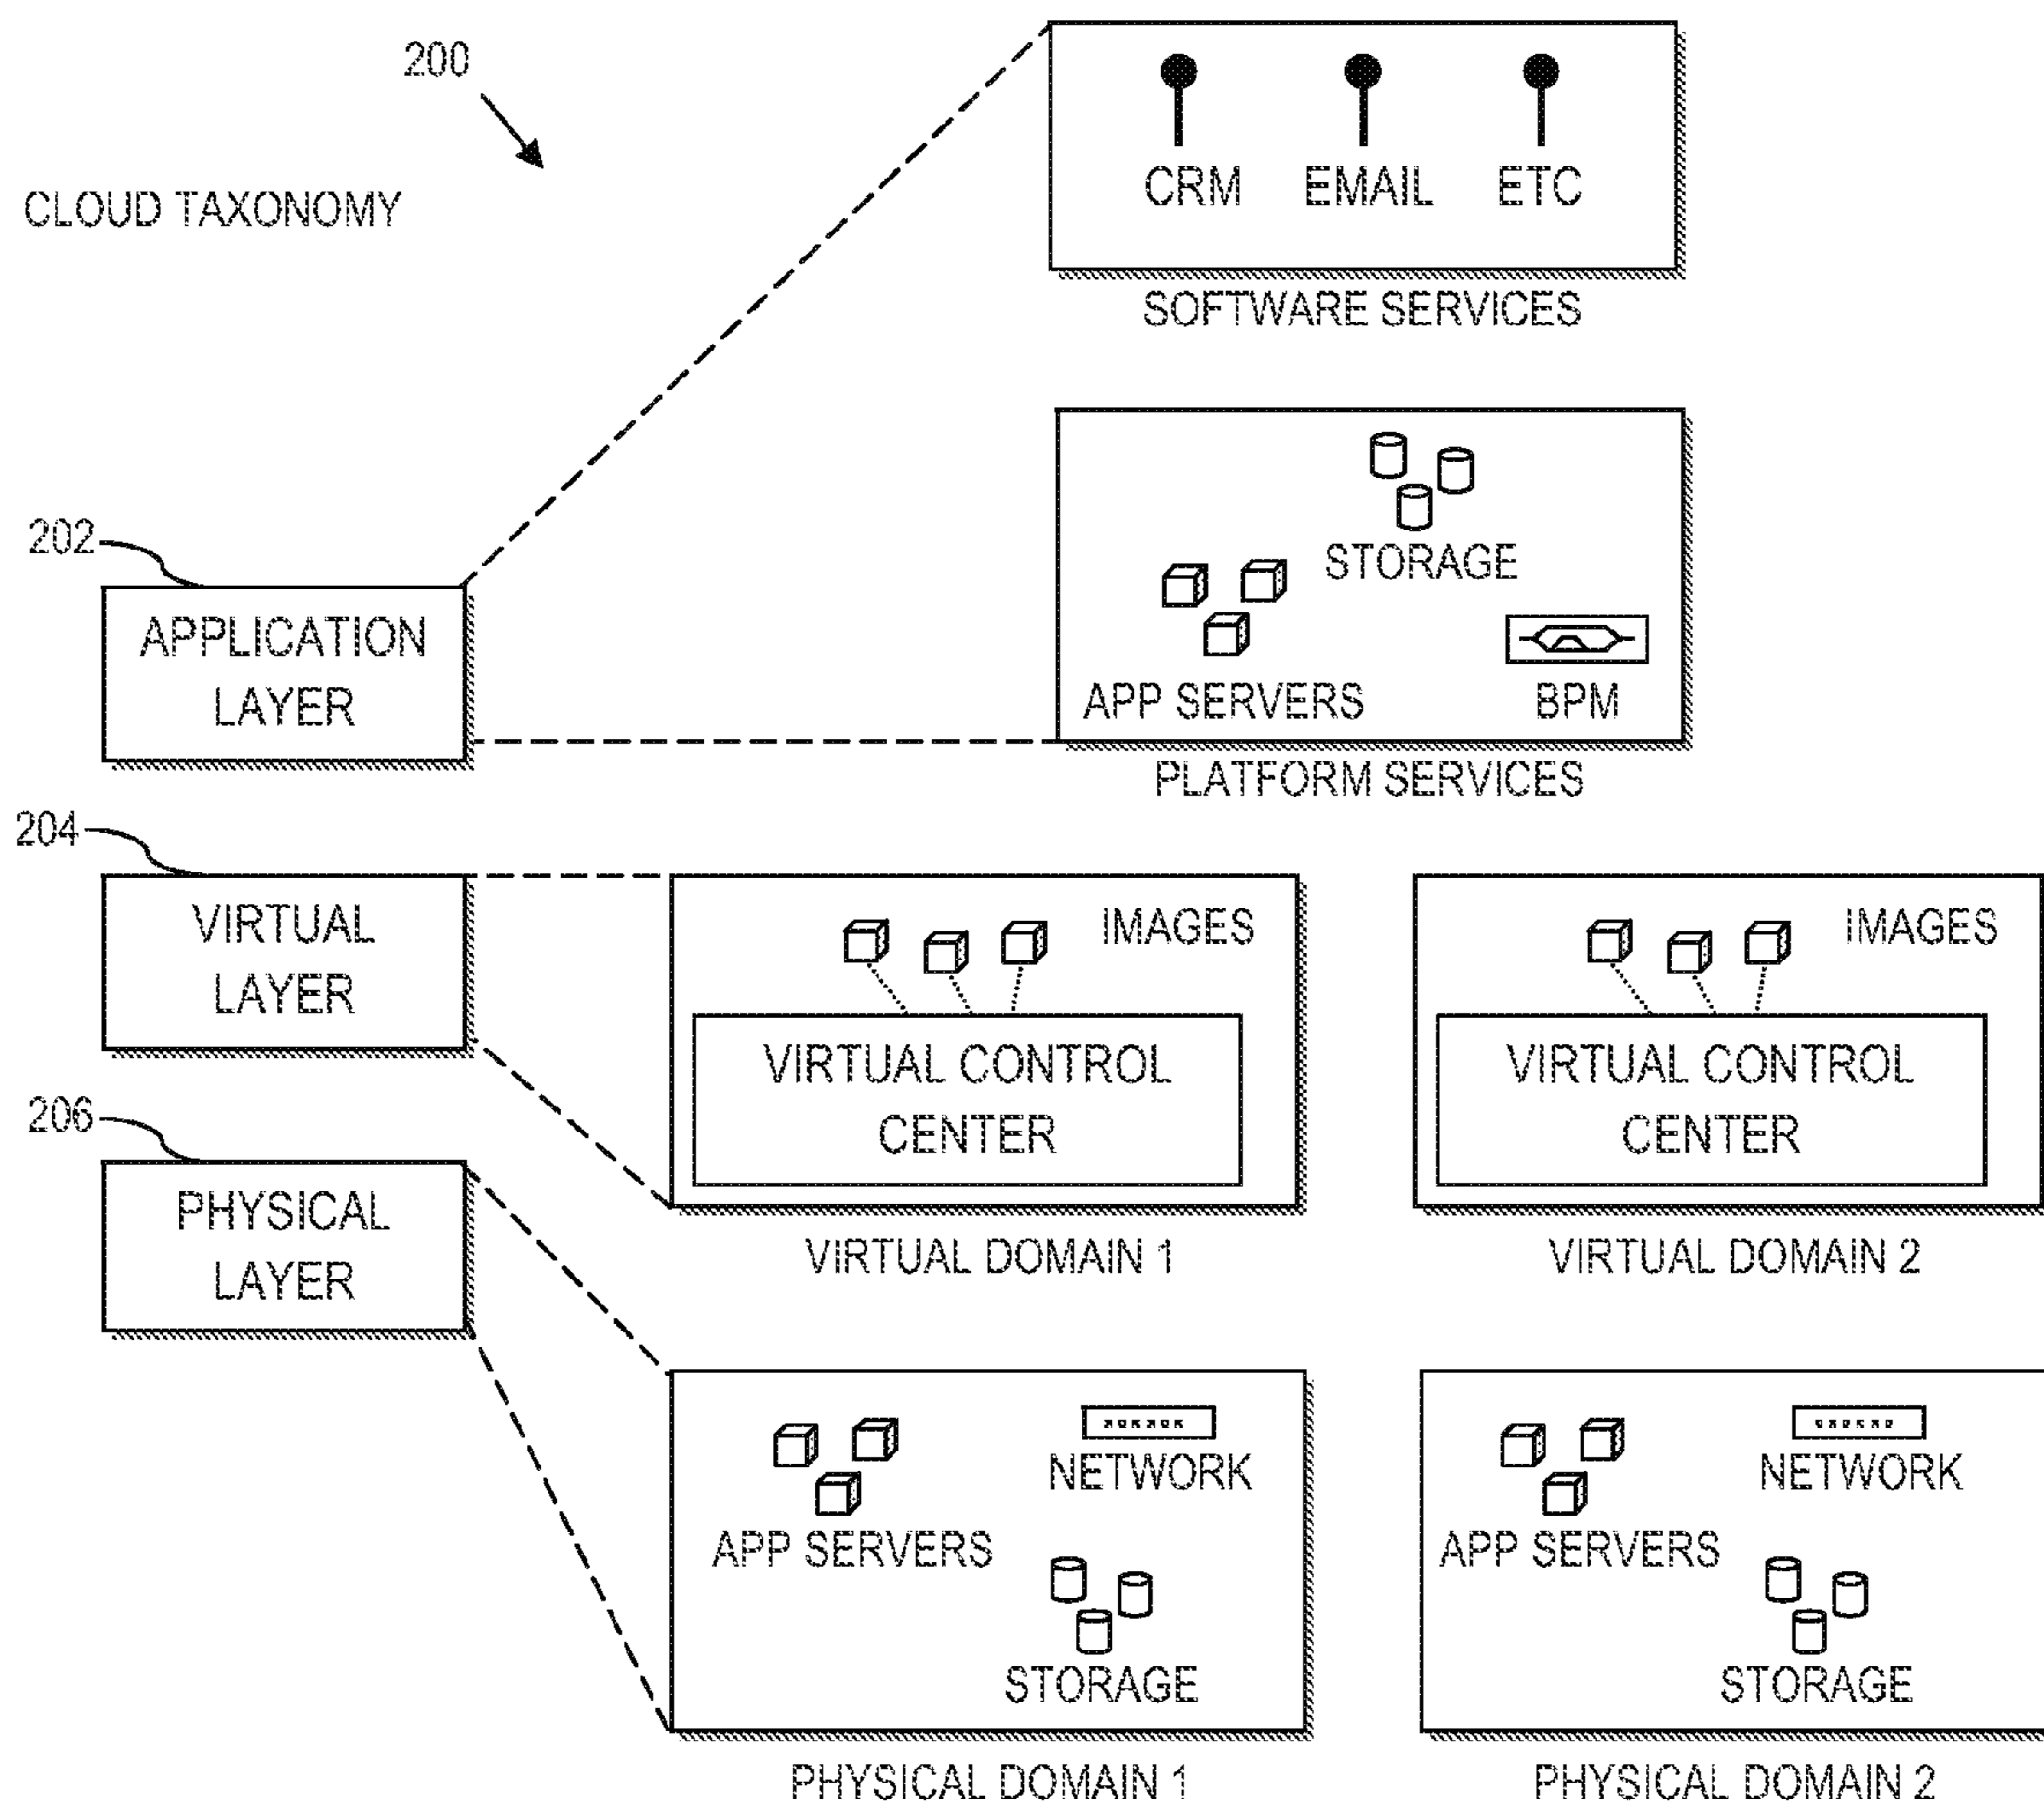 200
CLOUD TAXONOMY
CRM EMAIL ETC
SOFTWARE SERVICES
202
APPLICATION
LAYER
STORAGE
APP SERVERS BPM
PLATFORM SERVICES
204
VIRTUAL
LAYER
IMAGES
VIRTUAL CONTROL
CENTER
VIRTUAL DOMAIN 1
IMAGES
VIRTUAL CONTROL
CENTER
VIRTUAL DOMAIN 2
206
PHYSICAL
LAYER
NETWORK
APP SERVERS
STORAGE
PHYSICAL DOMAIN 1
NETWORK
APP SERVERS
STORAGE
PHYSICAL DOMAIN 2